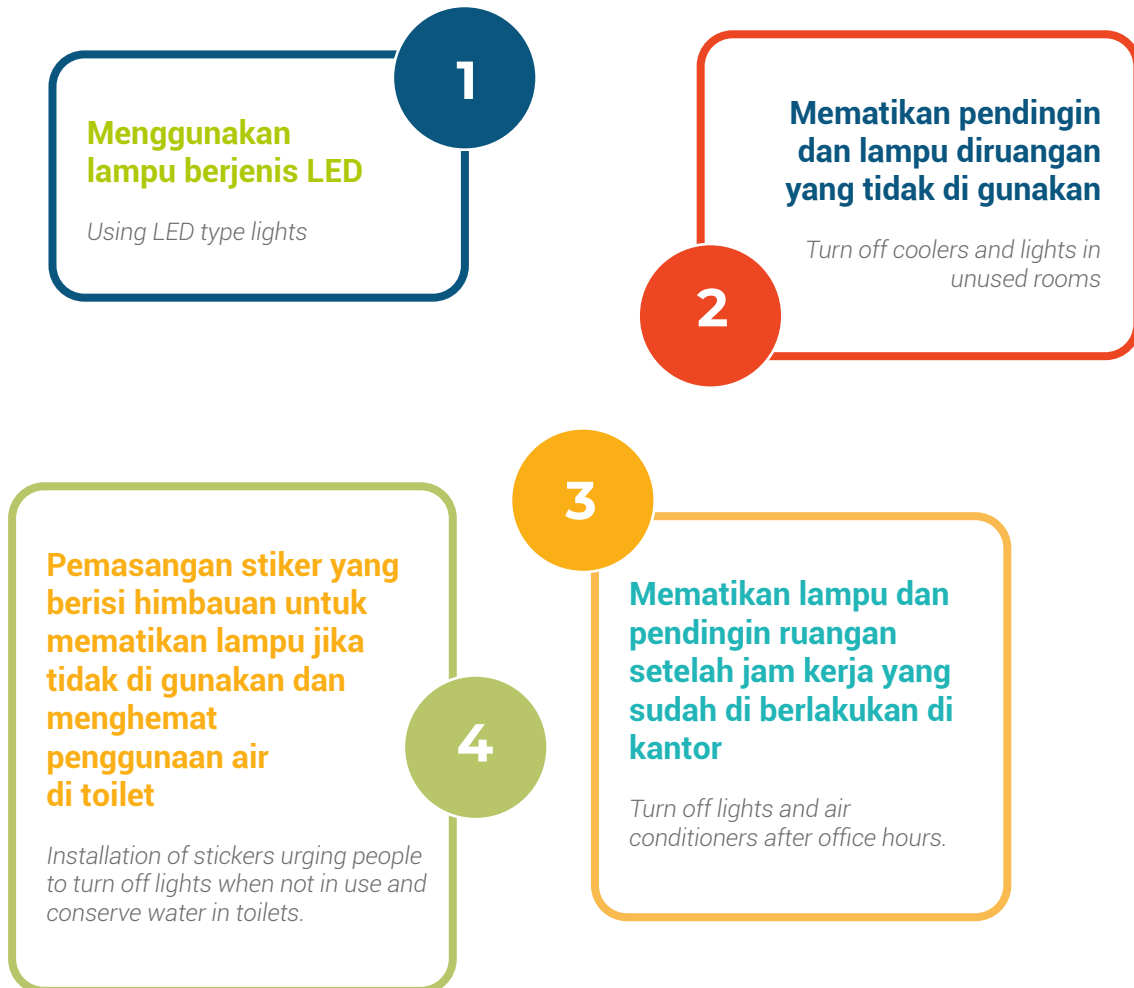 1
Menggunakan
lampu berjenis LED
Using LED type lights
2
Mematikan pendingin
dan lampu diruangan
yang tidak di gunakan
Turn off coolers and lights in
unused rooms
3
Mematikan lampu dan
pendingin ruangan
setelah jam kerja yang
sudah di berlakukan di
kantor
Turn off lights and air
conditioners after office hours.
4
Pemasangan stiker yang
berisi himbauan untuk
mematikan lampu jika
tidak di gunakan dan
menghemat
penggunaan air
di toilet
Installation of stickers urging people
to turn off lights when not in use and
conserve water in toilets.